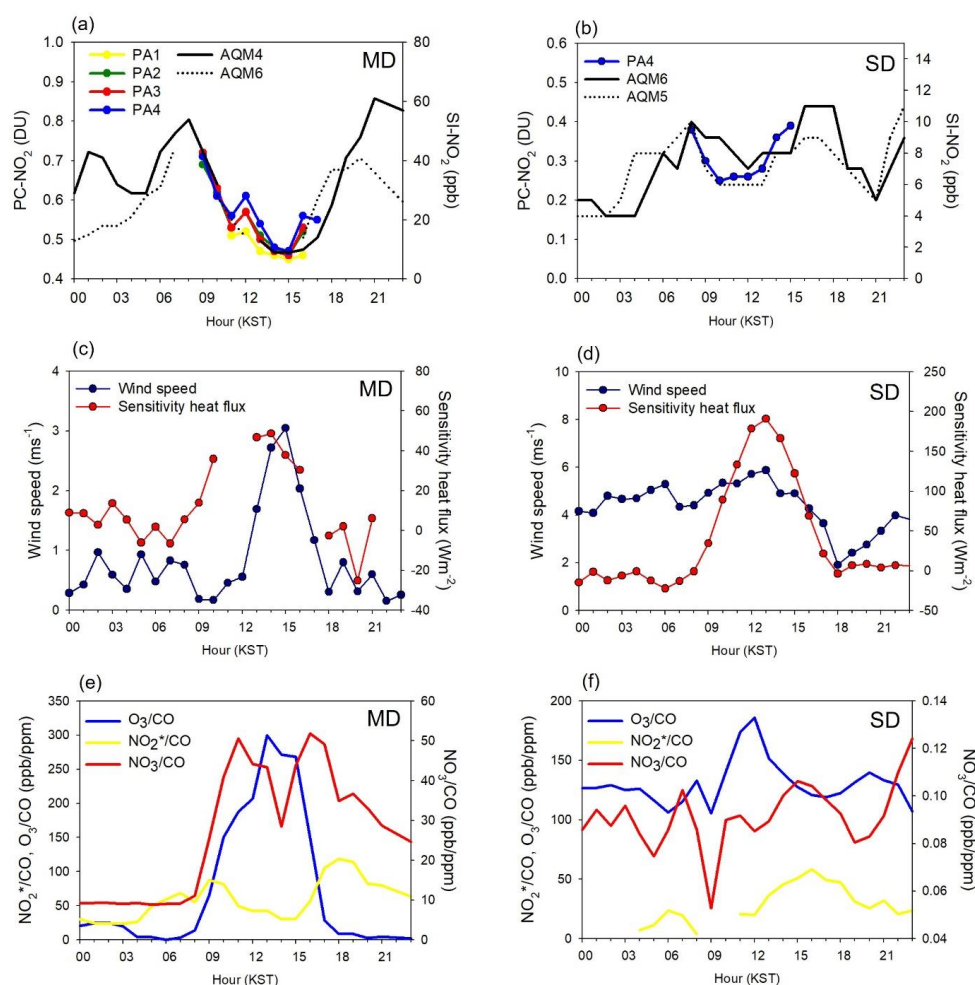 (a)
PA1 AQM4 MD
PA2 AQM6
PA3
PA4
PC-NO2 (DU)
1.0
0.9
0.8
0.7
0.6
0.5
0.4
80
60
40
20
0
SI-NO2 (ppb)
00 03 06 09 12 15 18 21
Hour (KST)
(b)
PA4 SD
AQM6
AQM5
PC-NO2 (DU)
0.6
0.5
0.4
0.3
0.2
0.1
0.0
14
12
10
8
6
4
2
0
SI-NO2 (ppb)
00 03 06 09 12 15 18 21
Hour (KST)
(c)
Wind speed MD
Sensitivity heat flux
Wind speed (ms-1)
4
3
2
1
0
80
60
40
20
0
-20
-40
Sensitivity heat flux (Wm-2)
00 03 06 09 12 15 18 21
Hour (KST)
(d)
Wind speed SD
Sensitivity heat flux
Wind speed (ms-1)
10
8
6
4
2
0
250
200
150
100
50
0
-50
Sensitivity heat flux (Wm-2)
00 03 06 09 12 15 18 21
Hour (KST)
(e)
O3/CO MD
NO2*/CO
NO3/CO
NO2*/CO, O3/CO (ppb/ppm)
350
300
250
200
150
100
50
0
60
50
40
30
20
10
0
NO3/CO (ppb/ppm)
00 03 06 09 12 15 18 21
Hour (KST)
(f)
O3/CO SD
NO2*/CO
NO3/CO
NO2*/CO, O3/CO (ppb/ppm)
200
150
100
50
0
0.14
0.12
0.10
0.08
0.06
0.04
NO3/CO (ppb/ppm)
00 03 06 09 12 15 18 21
Hour (KST)